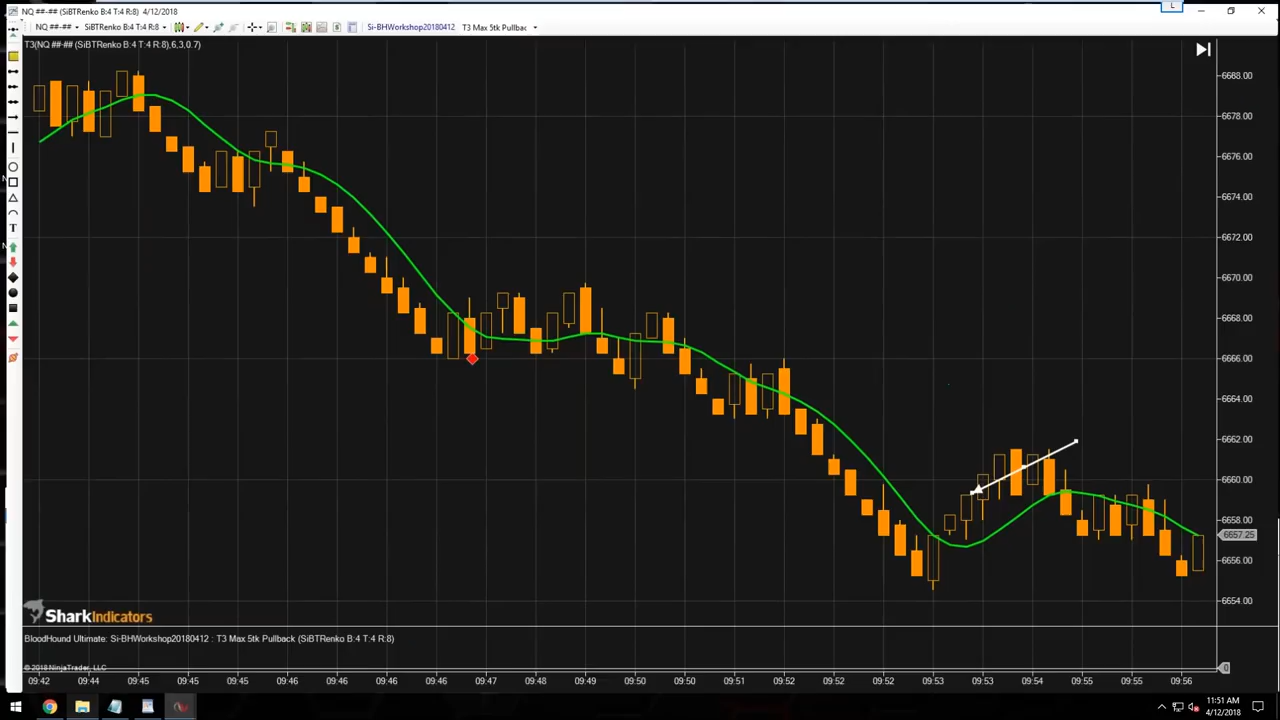 NQ ##-## (SiBTRenko B:4 T:4 R:8) 4/12/2018
L
NQ ##-## SiBTRenko B:4 T:4 R:8 Si-BHWorkshop20180412 T3 Max 5tk Pullbac
T3(NQ ##-## (SiBTRenko B:4 T:4 R:8),6.3,0.7)
6688.00
6678.00
6676.00
6674.00
6672.00
6670.00
6668.00
6666.00
6664.00
6662.00
6660.00
6658.00
6657.25
6656.00
6654.00
T
SharkIndicators
BloodHound Ultimate: Si-BHWorkshop20180412 : T3 Max 5tk Pullback (SiBTRenko B:4 T:4 R:8)
© 2018 NinjaTrader, LLC
0
09:42 09:44 09:45 09:45 09:46 09:46 09:46 09:47 09:48 09:49 09:50 09:50 09:51 09:52 09:52 09:53 09:53 09:54 09:55 09:55 09:56
11:51 AM
4/12/2018